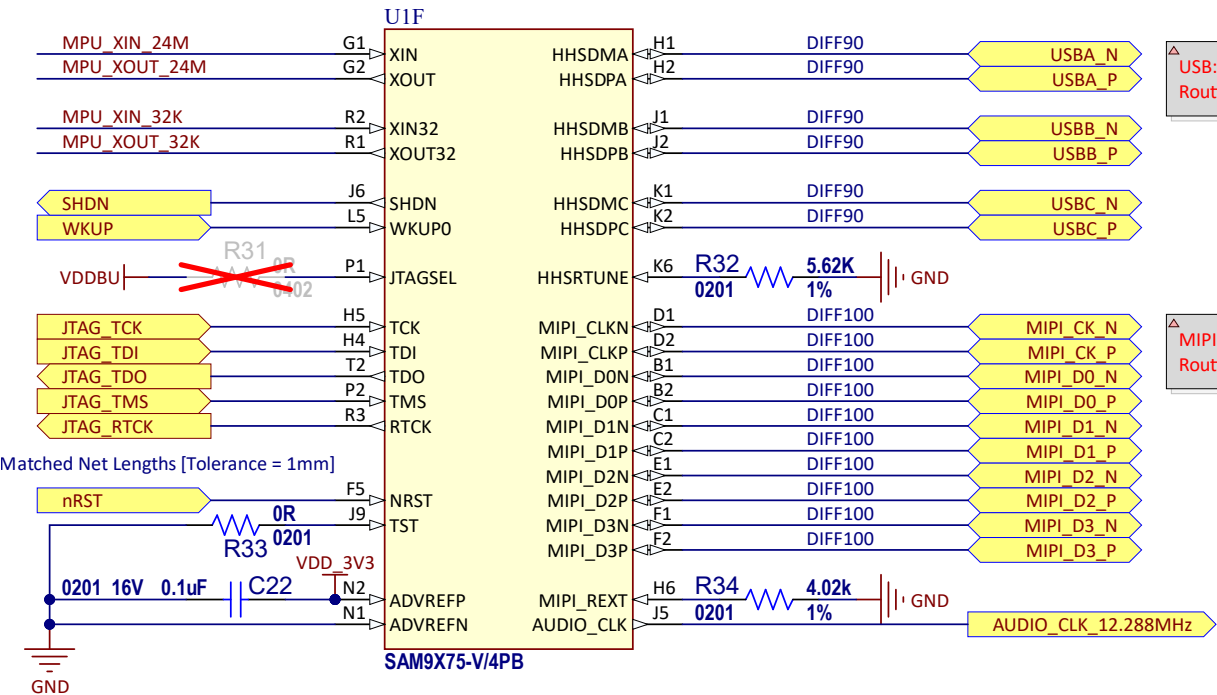 U1F
MPU_XIN_24M G1 XIN HHSDMA H1 DIFF90 USBA_N
MPU_XOUT_24M G2 XOUT HHSDPA H2 DIFF90 USBA_P
USB:
Rout
MPU_XIN_32K R2 XIN32 HHSDMB J1 DIFF90 USBB_N
MPU_XOUT_32K R1 XOUT32 HHSDPB J2 DIFF90 USBB_P
SHDN J6 SHDN HHSDMC K1 DIFF90 USBC_N
WKUP L5 WKUP0 HHSDPC K2 DIFF90 USBC_P
R31 0R
VDDBU 0402 P1 JTAGSEL HHSRTUNE K6 R32 0201 5.62K 1% GND
JTAG_TCK H5 TCK MIPI_CLKN D1 DIFF100 MIPI_CK_N
JTAG_TDI H4 TDI MIPI_CLKP D2 DIFF100 MIPI_CK_P
MIPI
Rout
JTAG_TDO T2 TDO MIPI_D0N B1 DIFF100 MIPI_D0_N
JTAG_TMS P2 TMS MIPI_D0P B2 DIFF100 MIPI_D0_P
JTAG_RTCK R3 RTCK MIPI_D1N C1 DIFF100 MIPI_D1_N
MIPI_D1P C2 DIFF100 MIPI_D1_P
Matched Net Lengths [Tolerance = 1mm]
MIPI_D2N E1 DIFF100 MIPI_D2_N
nRST F5 NRST MIPI_D2P E2 DIFF100 MIPI_D2_P
R33 0R 0201 J9 TST MIPI_D3N F1 DIFF100 MIPI_D3_N
MIPI_D3P F2 DIFF100 MIPI_D3_P
VDD_3V3
0201 16V 0.1uF C22 N2 ADVREFP MIPI_REXT H6 R34 0201 4.02k 1% GND
N1 ADVREFN AUDIO_CLK J5 AUDIO_CLK_12.288MHz
SAM9X75-V/4PB
GND